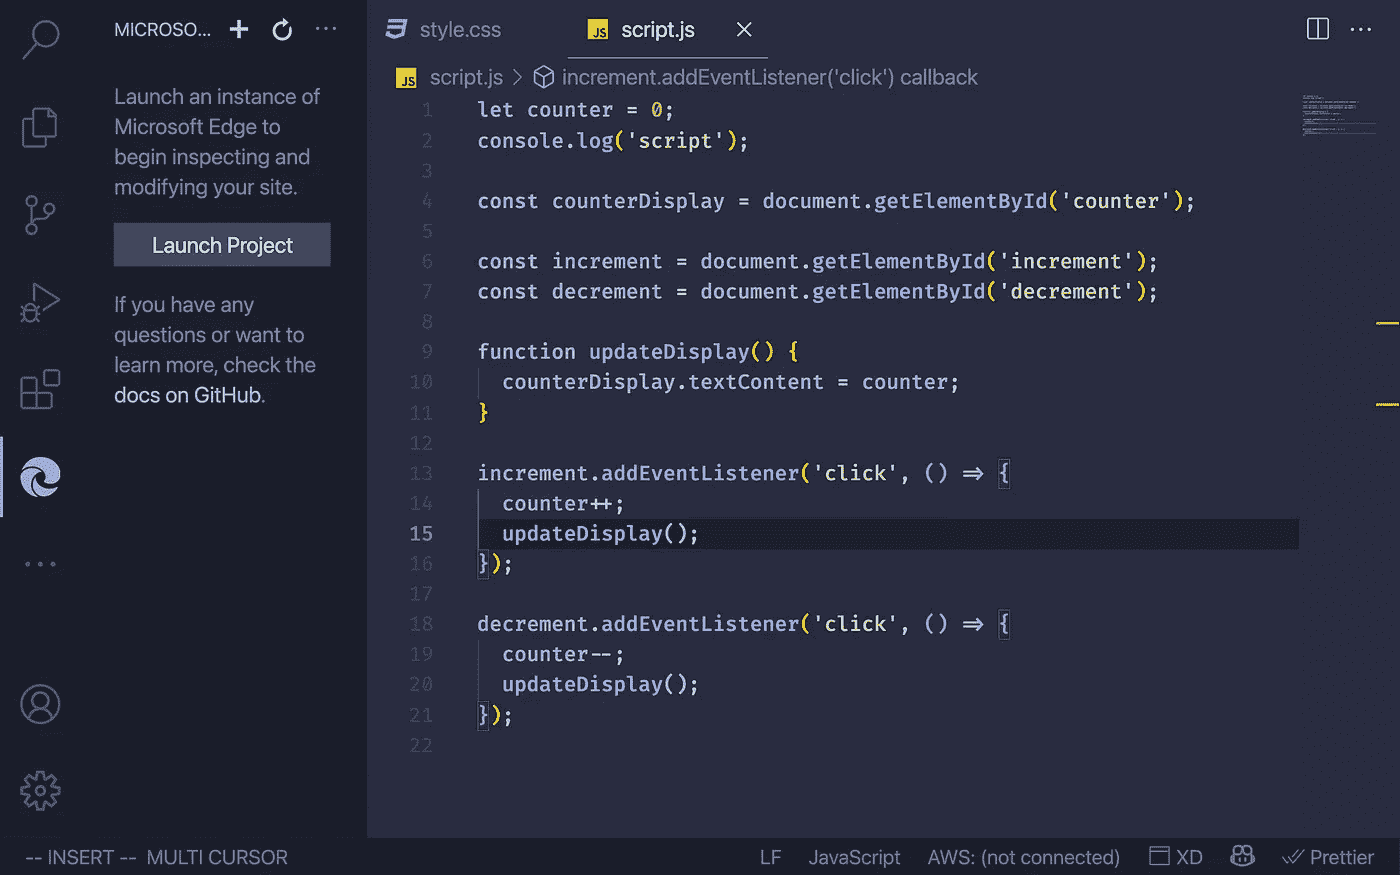 MICROSO...
Launch an instance of
Microsoft Edge to
begin inspecting and
modifying your site.
Launch Project
If you have any
questions or want to
learn more, check the
docs on GitHub.
style.css
JS script.js
JS script.js > increment.addEventListener('click') callback
1 let counter = 0;
2 console.log('script');
3
4 const counterDisplay = document.getElementById('counter');
5
6 const increment = document.getElementById('increment');
7 const decrement = document.getElementById('decrement');
8
9 function updateDisplay() {
10 counterDisplay.textContent = counter;
11 }
12
13 increment.addEventListener('click', () => {
14 counter++;
15 updateDisplay();
16 });
17
18 decrement.addEventListener('click', () => {
19 counter--;
20 updateDisplay();
21 });
22
-- INSERT -- MULTI CURSOR
LF JavaScript AWS: (not connected) XD Prettier